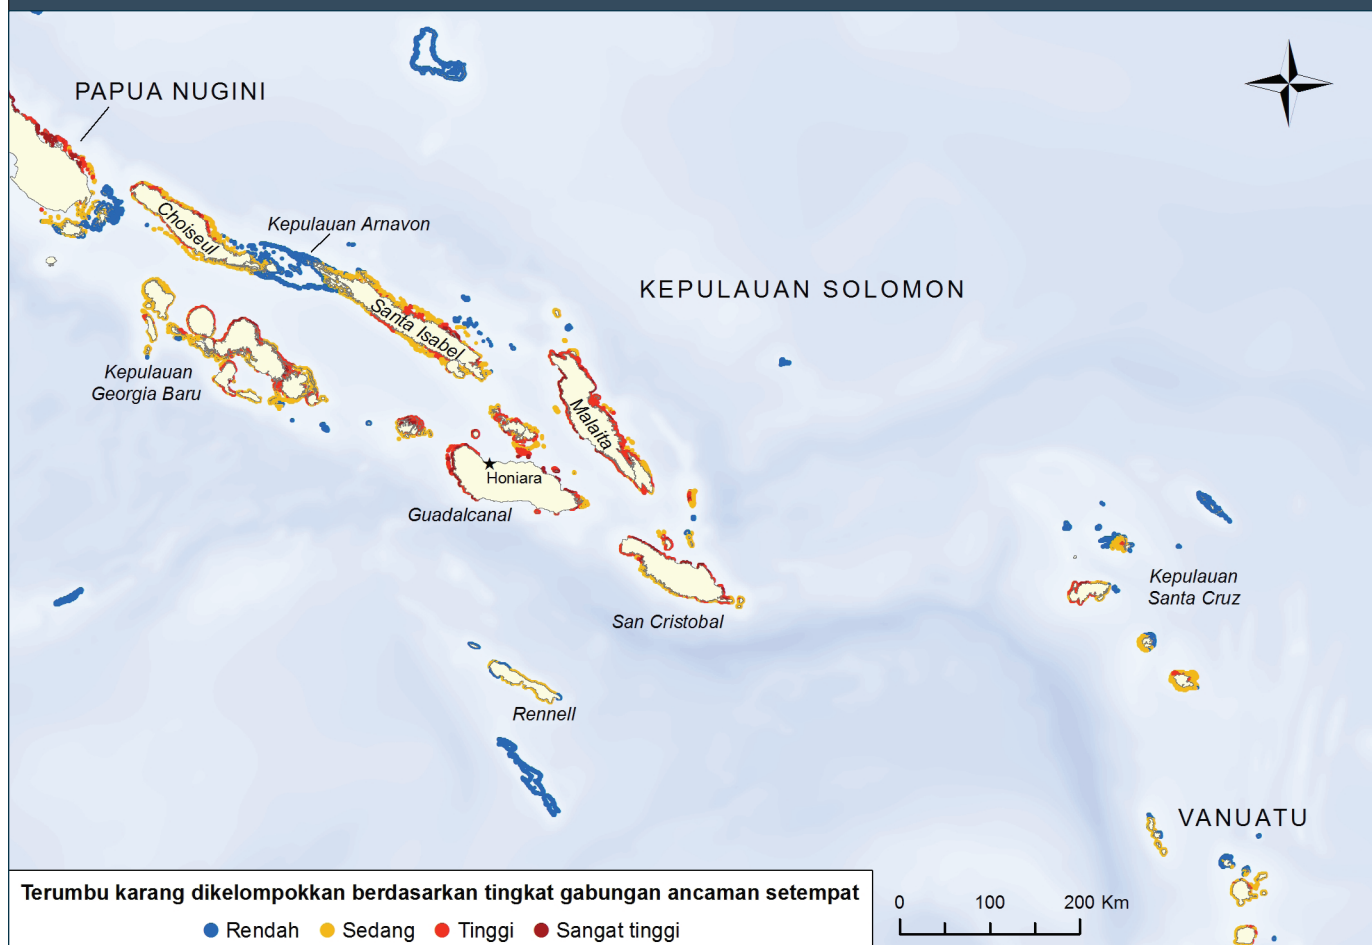 PAPUA NUGINI
Choiseul
Kepulauan Arnavon
KEPULAUAN SOLOMON
Santa Isabel
Kepulauan
Georgia Baru
Malaita
Honiara
Guadalcanal
San Cristobal
Kepulauan
Santa Cruz
Rennell
VANUATU
Terumbu karang dikelompokkan berdasarkan tingkat gabungan ancaman setempat
Rendah Sedang Tinggi Sangat tinggi
0 100 200 Km